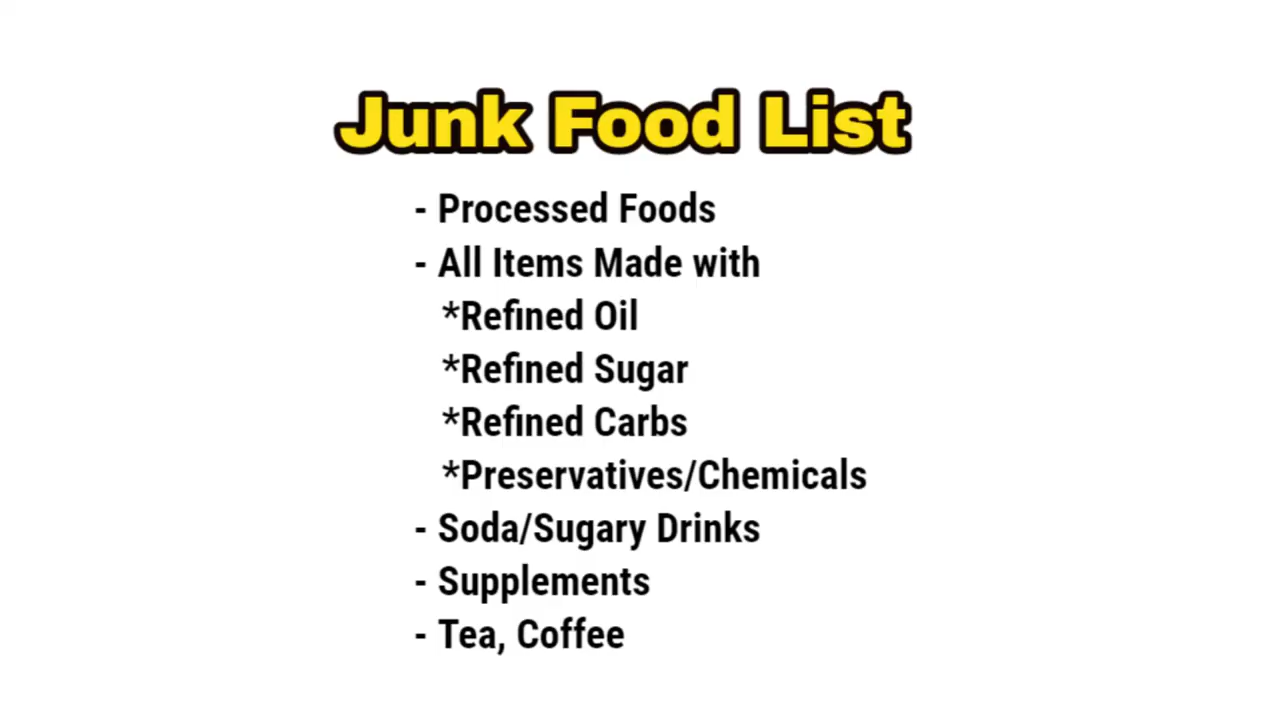 Junk Food List
- Processed Foods
- All Items Made with
*Refined Oil
*Refined Sugar
*Refined Carbs
*Preservatives/Chemicals
- Soda/Sugary Drinks
- Supplements
- Tea, Coffee